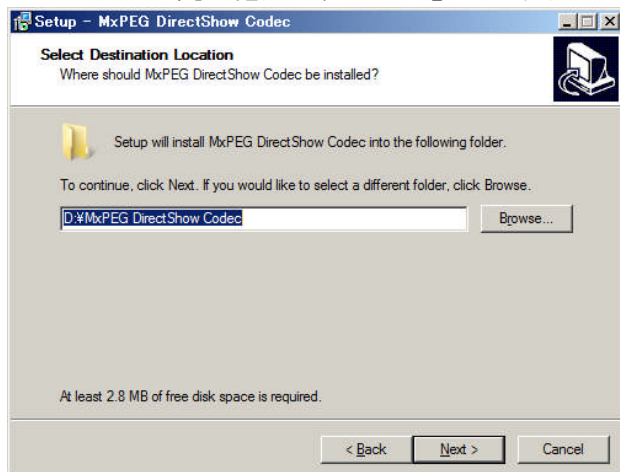 Setup - MxPEG DirectShow Codec
Select Destination Location
Where should MxPEG DirectShow Codec be installed?
Setup will install MxPEG DirectShow Codec into the following folder.
To continue, click Next. If you would like to select a different folder, click Browse.
D:¥MxPEG DirectShow Codec
Browse...
At least 2.8 MB of free disk space is required.
< Back
Next >
Cancel